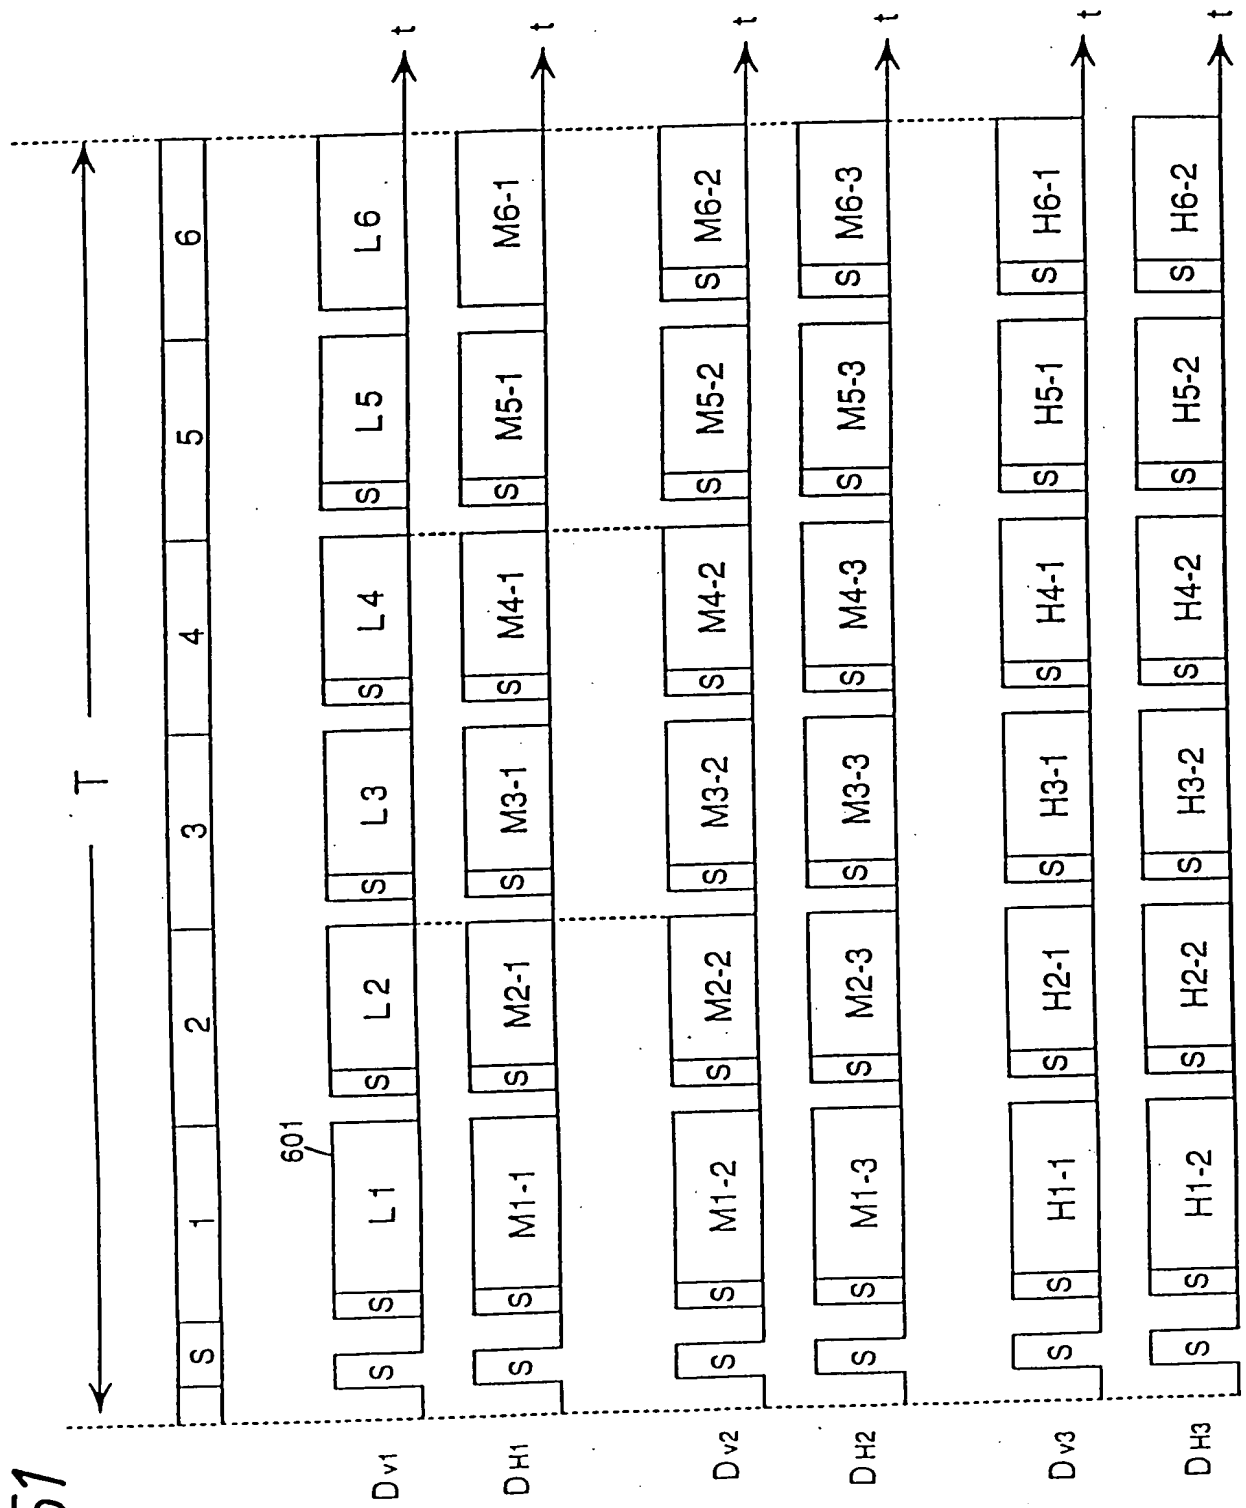 51
T
S 1 2 3 4 5 6
601
Dv1 S S L1 S L2 S L3 S L4 S L5 L6 t
DH1 S S M1-1 S M2-1 S M3-1 S M4-1 S M5-1 M6-1 t
Dv2 S S M1-2 S M2-2 S M3-2 S M4-2 S M5-2 S M6-2 t
DH2 S S M1-3 S M2-3 S M3-3 S M4-3 S M5-3 S M6-3 t
Dv3 S S H1-1 S H2-1 S H3-1 S H4-1 S H5-1 S H6-1 t
DH3 S S H1-2 S H2-2 S H3-2 S H4-2 S H5-2 S H6-2 t